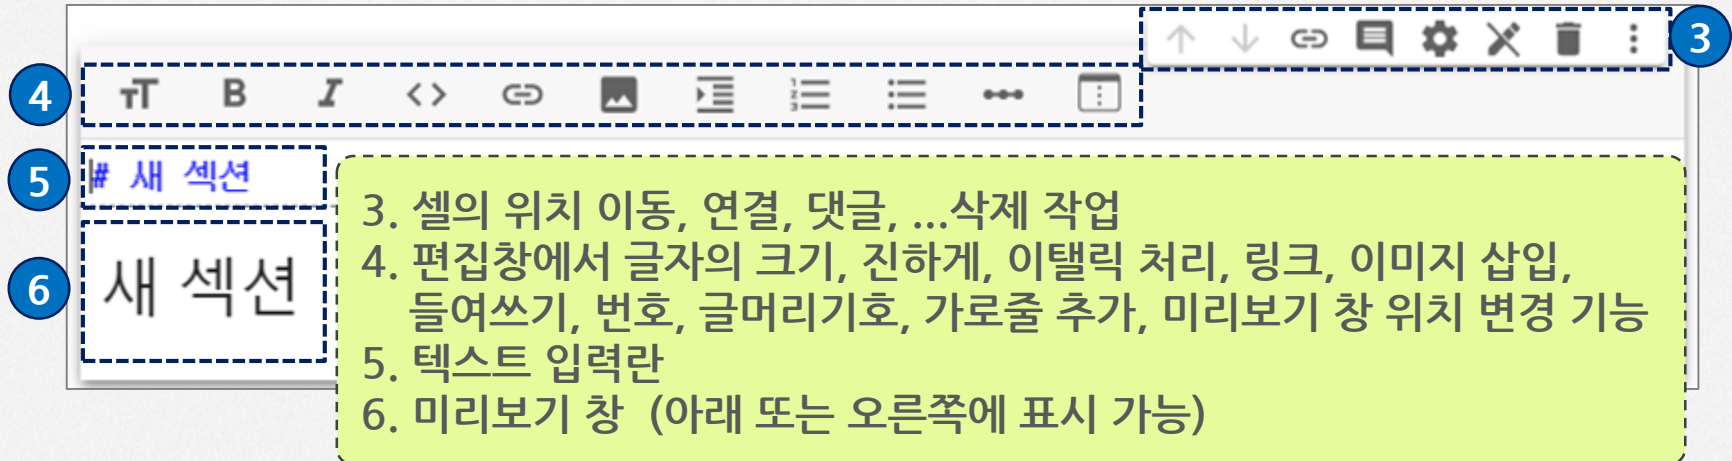 3
4
B I <>
5
# 새 섹션
6
새 섹션
3. 셀의 위치 이동, 연결, 댓글, ...삭제 작업
4. 편집창에서 글자의 크기, 진하게, 이탤릭 처리, 링크, 이미지 삽입,
들여쓰기, 번호, 글머리기호, 가로줄 추가, 미리보기 창 위치 변경 기능
5. 텍스트 입력란
6. 미리보기 창 (아래 또는 오른쪽에 표시 가능)